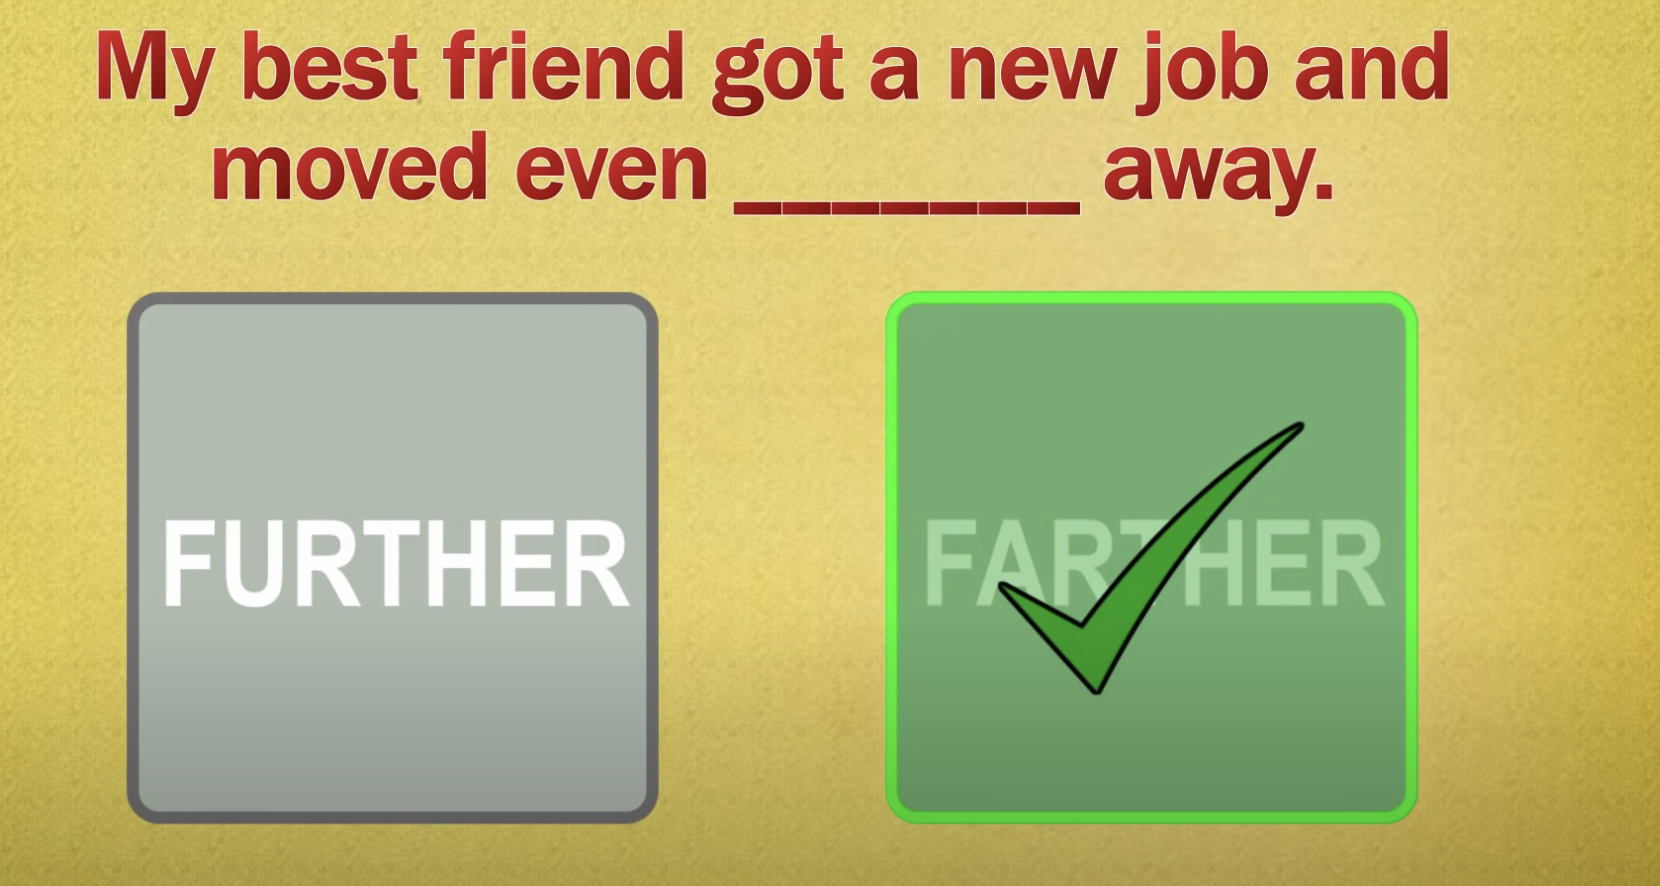 My best friend got a new job and
moved even _______ away.
FURTHER
FARTHER